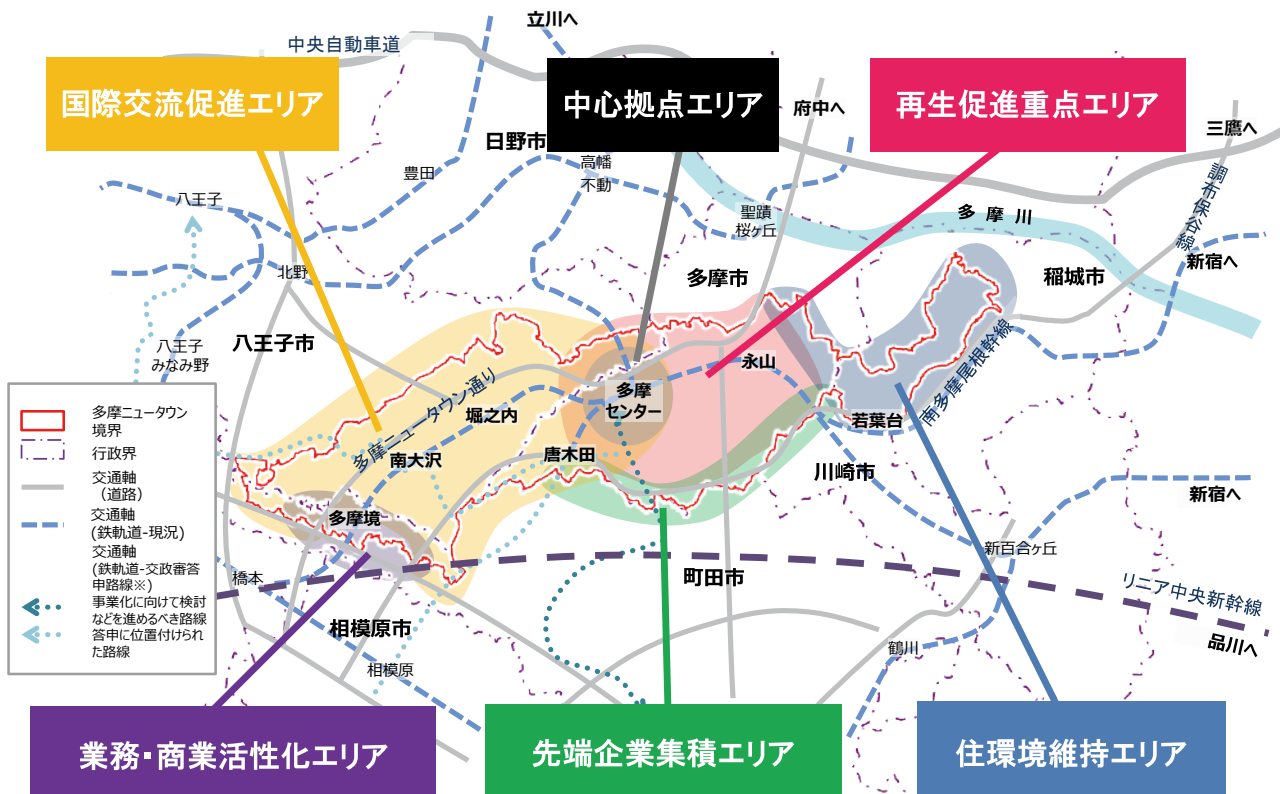 立川へ
中央自動車道
国際交流促進エリア
中心拠点エリア
再生促進重点エリア
府中へ
三鷹へ
日野市
高幡
不動
豊田
八王子
聖蹟
桜ヶ丘
多摩川
調布保谷線
北野
多摩市
稲城市
新宿へ
八王子市
八王子
みなみ野
永山
南多摩尾根幹線
多摩
センター
多摩ニュータウン通り
堀之内
若葉台
南大沢
唐木田
川崎市
新宿へ
多摩境
新百合ヶ丘
橋本
町田市
リニア中央新幹線
相模原市
品川へ
相模原
鶴川
多摩ニュータウン
境界
行政界
交通軸
（道路）
交通軸
(鉄軌道-現況)
交通軸
(鉄軌道-交政審答
申路線※)
事業化に向けて検討
などを進めるべき路線
答申に位置付けられ
た路線
業務・商業活性化エリア
先端企業集積エリア
住環境維持エリア